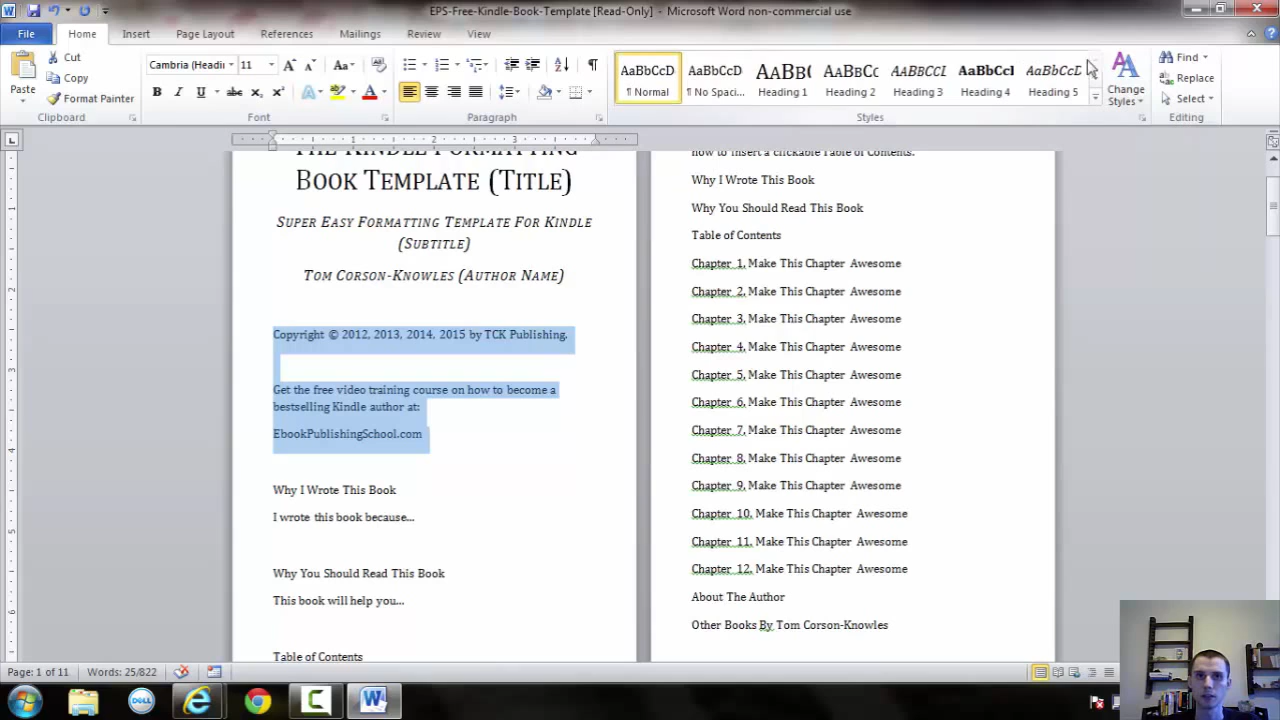 EPS-Free-Kindle-Book-Template [Read-Only] - Microsoft Word non-commercial use
File Home Insert Page Layout References Mailings Review View
Paste
Cut
Copy
Format Painter
Clipboard
Cambria (Headi 11
Font
Paragraph
AaBbCcD AaBbCcD AaBbC AaBbCc AaBbCcI AaBbCcI AaBbCcD
¶ Normal ¶ No Spaci... Heading 1 Heading 2 Heading 3 Heading 4 Heading 5
Styles
Change
Styles
Find
Replace
Select
Editing
THE KINDLE FORMATTING
BOOK TEMPLATE (TITLE)
SUPER EASY FORMATTING TEMPLATE FOR KINDLE
(SUBTITLE)
TOM CORSON-KNOWLES (AUTHOR NAME)
Copyright © 2012, 2013, 2014, 2015 by TCK Publishing.
Get the free video training course on how to become a
bestselling Kindle author at:
EbookPublishingSchool.com
Why I Wrote This Book
I wrote this book because...
Why You Should Read This Book
This book will help you...
Table of Contents
how to insert a clickable Table of Contents.
Why I Wrote This Book
Why You Should Read This Book
Table of Contents
Chapter 1, Make This Chapter Awesome
Chapter 2, Make This Chapter Awesome
Chapter 3, Make This Chapter Awesome
Chapter 4, Make This Chapter Awesome
Chapter 5, Make This Chapter Awesome
Chapter 6, Make This Chapter Awesome
Chapter 7, Make This Chapter Awesome
Chapter 8, Make This Chapter Awesome
Chapter 9, Make This Chapter Awesome
Chapter 10, Make This Chapter Awesome
Chapter 11, Make This Chapter Awesome
Chapter 12, Make This Chapter Awesome
About The Author
Other Books By Tom Corson-Knowles
Page: 1 of 11 Words: 25/822